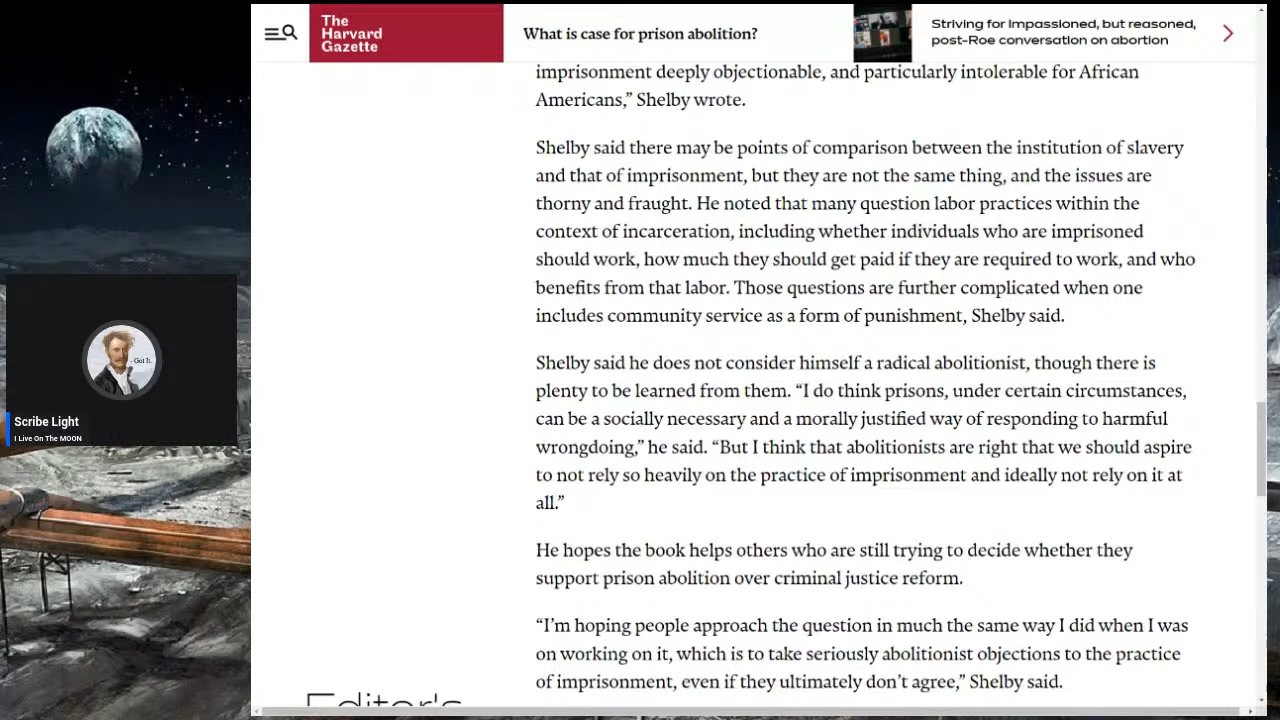 The
Harvard
Gazette
What is case for prison abolition?
Striving for impassioned, but reasoned,
post-Roe conversation on abortion
imprisonment deeply objectionable, and particularly intolerable for African
Americans,” Shelby wrote.
Shelby said there may be points of comparison between the institution of slavery
and that of imprisonment, but they are not the same thing, and the issues are
thorny and fraught. He noted that many question labor practices within the
context of incarceration, including whether individuals who are imprisoned
should work, how much they should get paid if they are required to work, and who
benefits from that labor. Those questions are further complicated when one
includes community service as a form of punishment, Shelby said.
Shelby said he does not consider himself a radical abolitionist, though there is
plenty to be learned from them. “I do think prisons, under certain circumstances,
can be a socially necessary and a morally justified way of responding to harmful
wrongdoing,” he said. “But I think that abolitionists are right that we should aspire
to not rely so heavily on the practice of imprisonment and ideally not rely on it at
all.”
He hopes the book helps others who are still trying to decide whether they
support prison abolition over criminal justice reform.
“I’m hoping people approach the question in much the same way I did when I was
on working on it, which is to take seriously abolitionist objections to the practice
of imprisonment, even if they ultimately don’t agree,” Shelby said.
Editor's
- Got It.
Scribe Light
I Live On The MOON